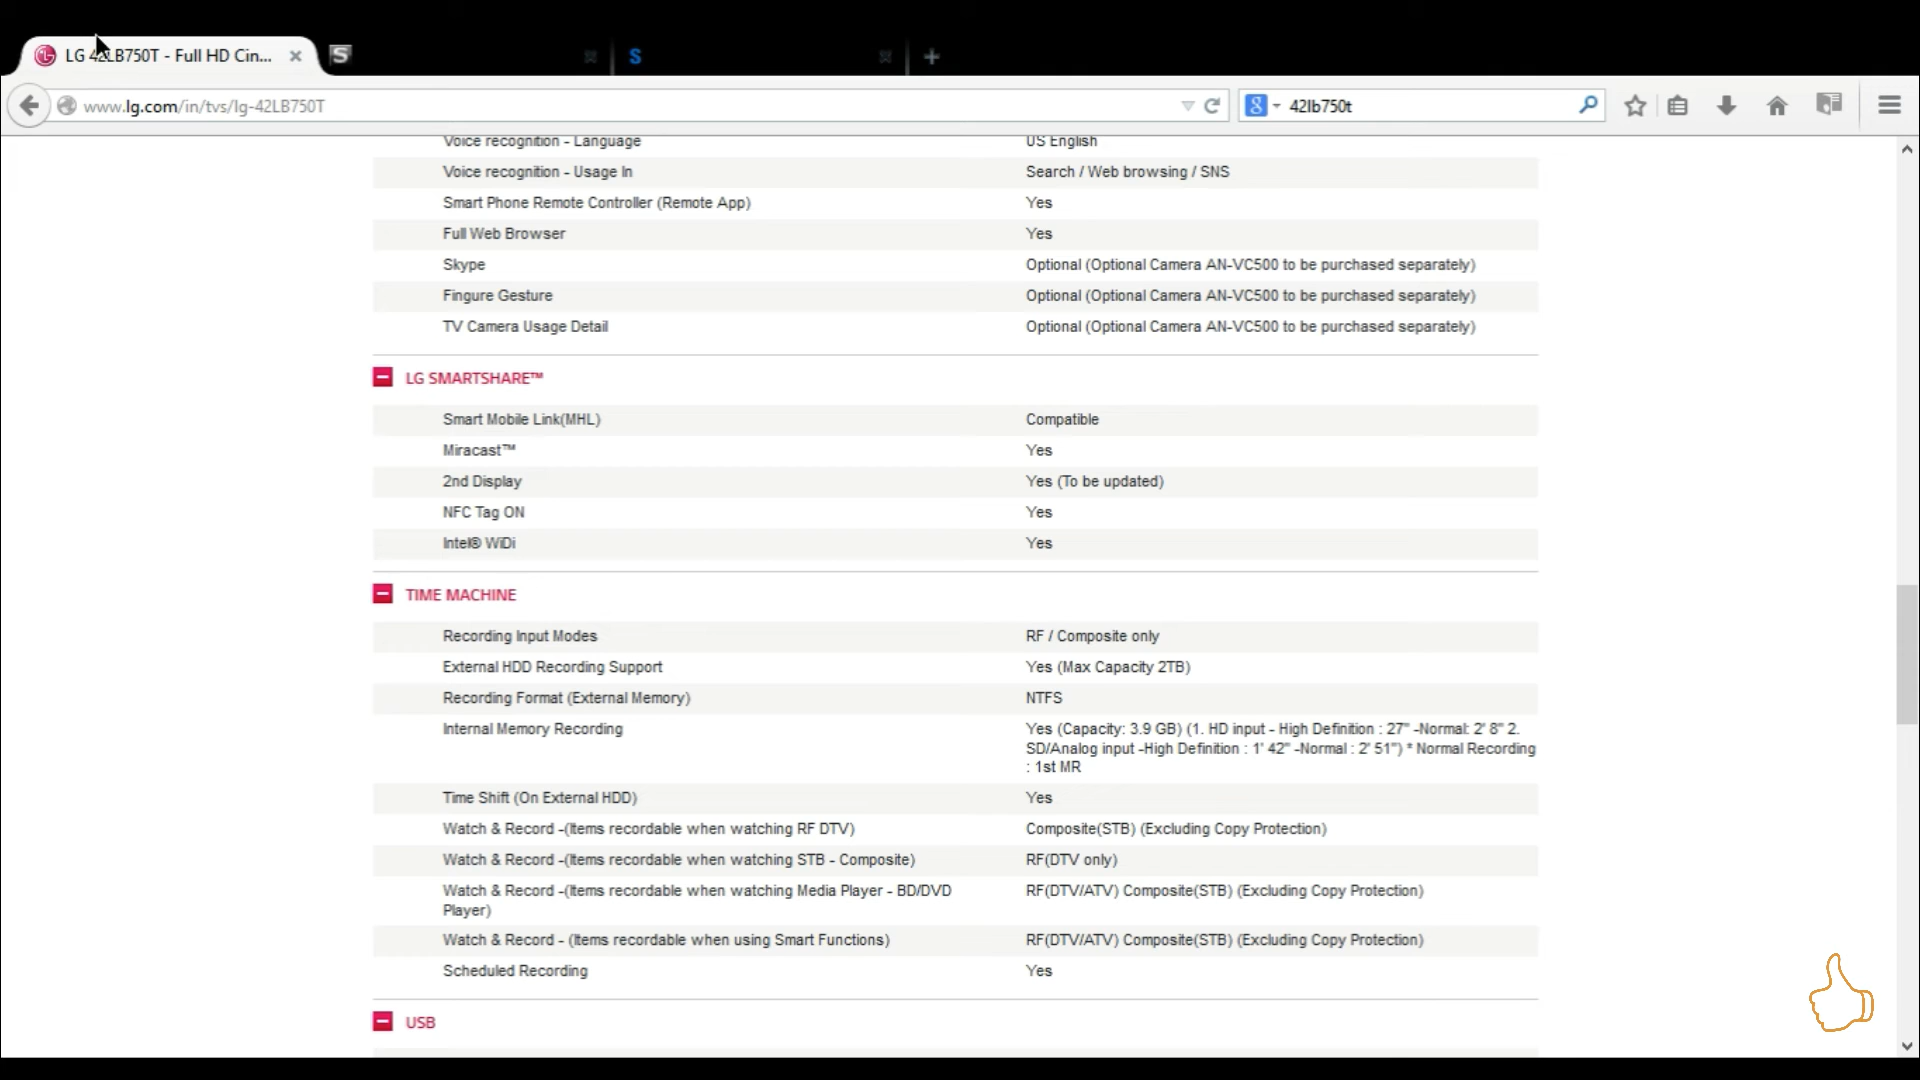 LG 42LB750T - Full HD Cin...
S
S
www.lg.com/in/tvs/lg-42LB750T
8
42lb750t
Voice recognition - Language US English
Voice recognition - Usage In Search / Web browsing / SNS
Smart Phone Remote Controller (Remote App) Yes
Full Web Browser Yes
Skype Optional (Optional Camera AN-VC500 to be purchased separately)
Fingure Gesture Optional (Optional Camera AN-VC500 to be purchased separately)
TV Camera Usage Detail Optional (Optional Camera AN-VC500 to be purchased separately)
LG SMARTSHARE™
Smart Mobile Link(MHL) Compatible
Miracast™ Yes
2nd Display Yes (To be updated)
NFC Tag ON Yes
Intel® WiDi Yes
TIME MACHINE
Recording Input Modes RF / Composite only
External HDD Recording Support Yes (Max Capacity 2TB)
Recording Format (External Memory) NTFS
Internal Memory Recording Yes (Capacity: 3.9 GB) (1. HD input - High Definition : 27" -Normal: 2' 8" 2.
SD/Analog input -High Definition : 1' 42" -Normal : 2' 51") * Normal Recording
: 1st MR
Time Shift (On External HDD) Yes
Watch & Record -(Items recordable when watching RF DTV) Composite(STB) (Excluding Copy Protection)
Watch & Record -(Items recordable when watching STB - Composite) RF(DTV only)
Watch & Record -(Items recordable when watching Media Player - BD/DVD RF(DTV/ATV) Composite(STB) (Excluding Copy Protection)
Player)
Watch & Record - (Items recordable when using Smart Functions) RF(DTV/ATV) Composite(STB) (Excluding Copy Protection)
Scheduled Recording Yes
USB